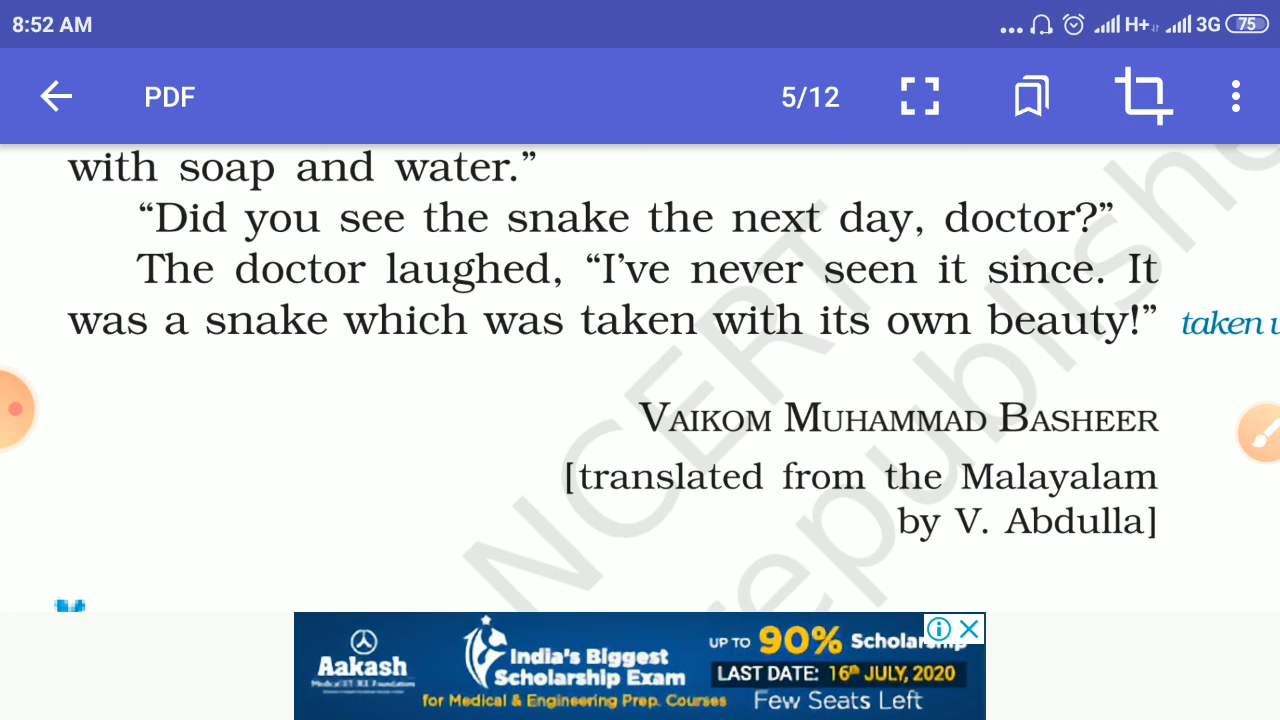 8:52 AM
H+ 3G 75
PDF 5/12
with soap and water.”
“Did you see the snake the next day, doctor?”
The doctor laughed, “I’ve never seen it since. It
was a snake which was taken with its own beauty!”
taken
VAIKOM MUHAMMAD BASHEER
[translated from the Malayalam
by V. Abdulla]
NCERT
republishe
Aakash
India's Biggest
Scholarship Exam
for Medical & Engineering Prep. Courses
UP TO 90% Scholarship
LAST DATE: 16th JULY, 2020
Few Seats Left